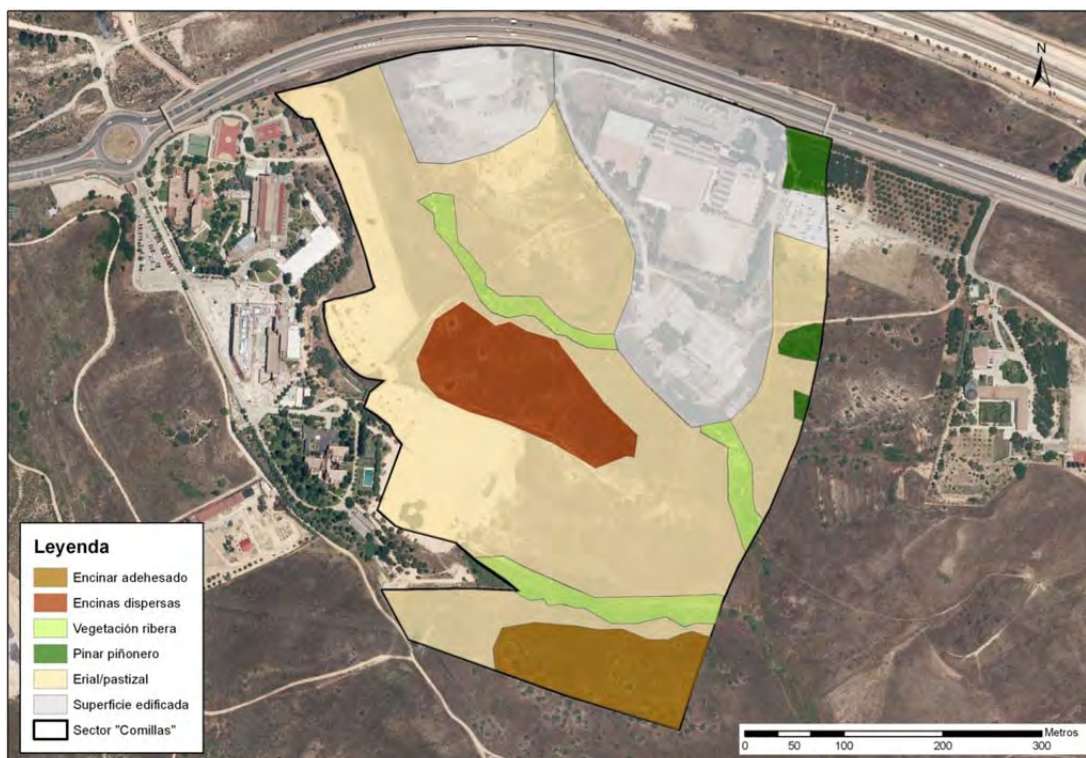 N
Leyenda
Encinar adehesado
Encinas dispersas
Vegetación ribera
Pinar piñonero
Erial/pastizal
Superficie edificada
Sector "Comillas"
Metros
0 50 100 200 300